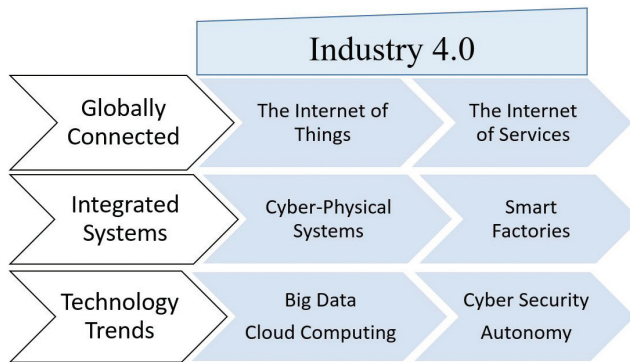 Industry 4.0
Globally
Connected
The Internet of
Things
The Internet
of Services
Integrated
Systems
Cyber-Physical
Systems
Smart
Factories
Technology
Trends
Big Data
Cloud Computing
Cyber Security
Autonomy